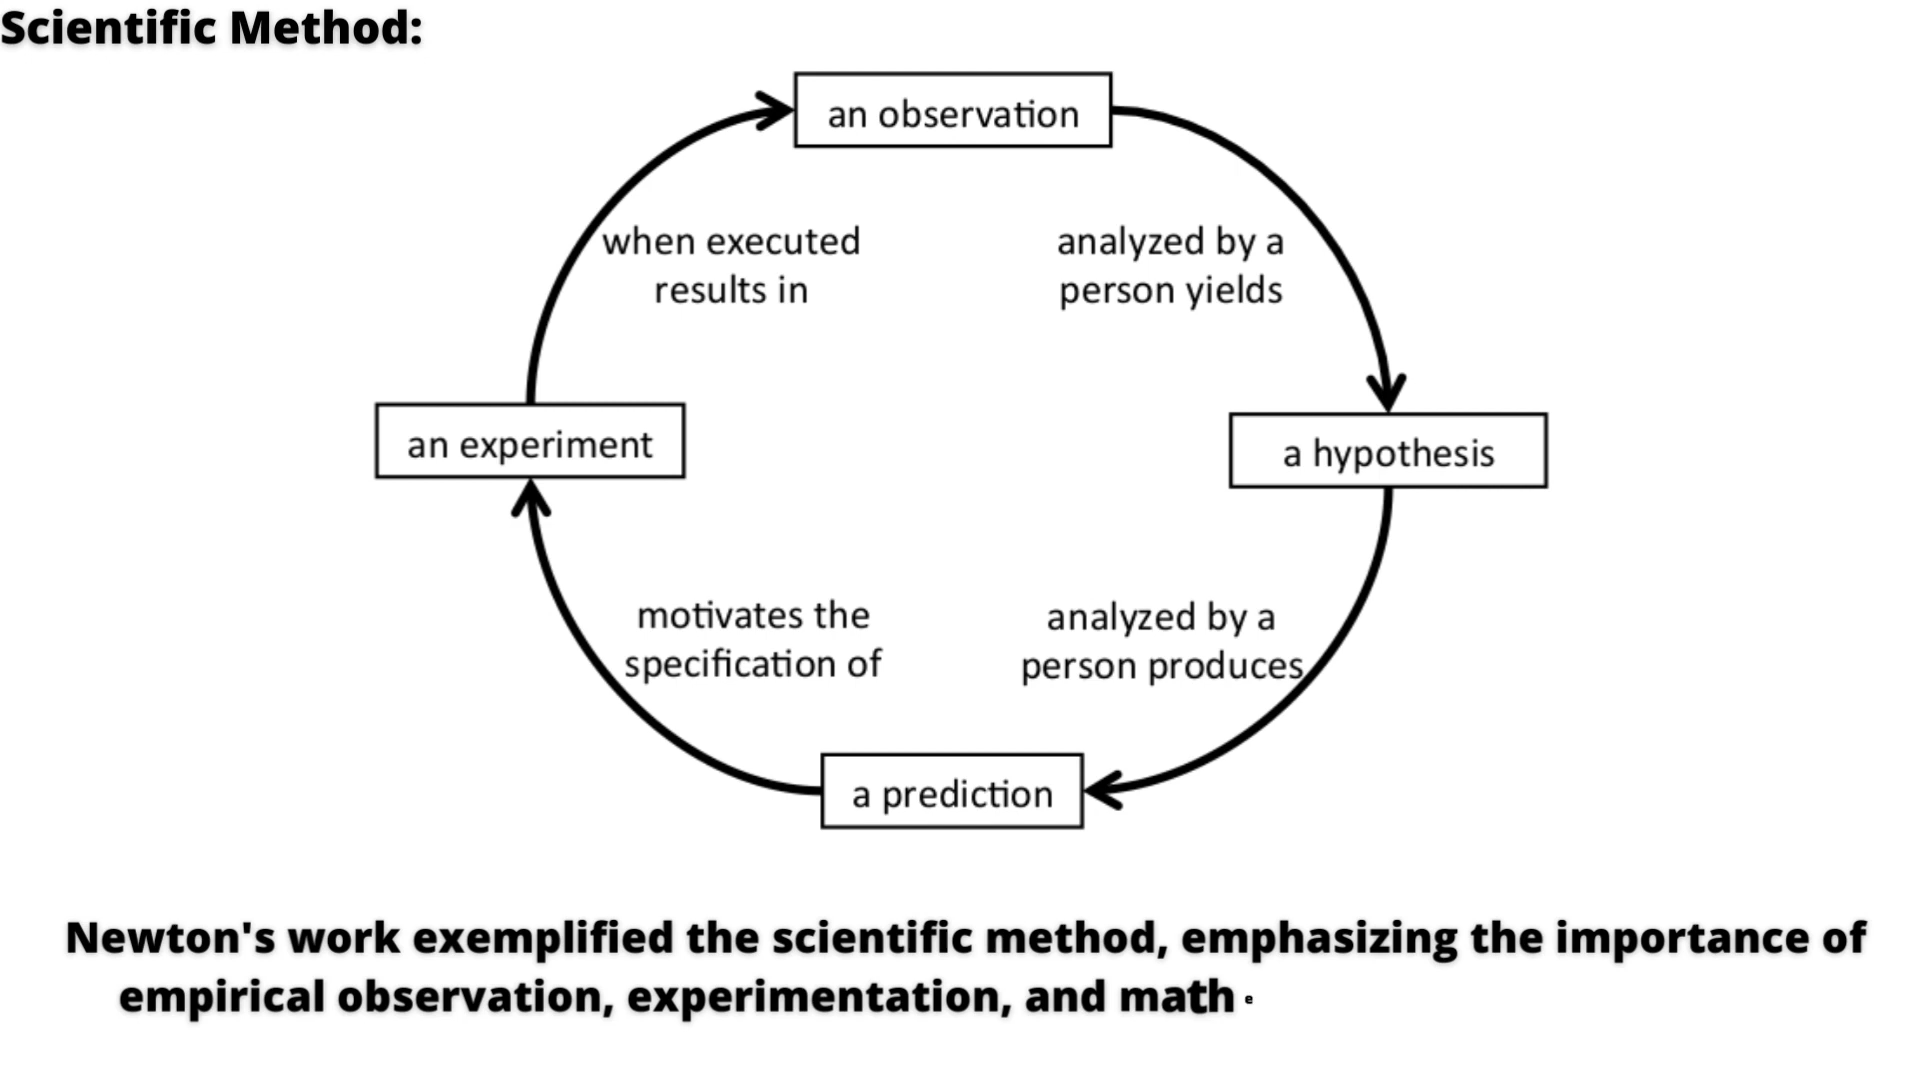 Scientific Method:
an observation
when executed
results in
analyzed by a
person yields
an experiment
a hypothesis
motivates the
specification of
analyzed by a
person produces
a prediction
Newton's work exemplified the scientific method, emphasizing the importance of
empirical observation, experimentation, and math e